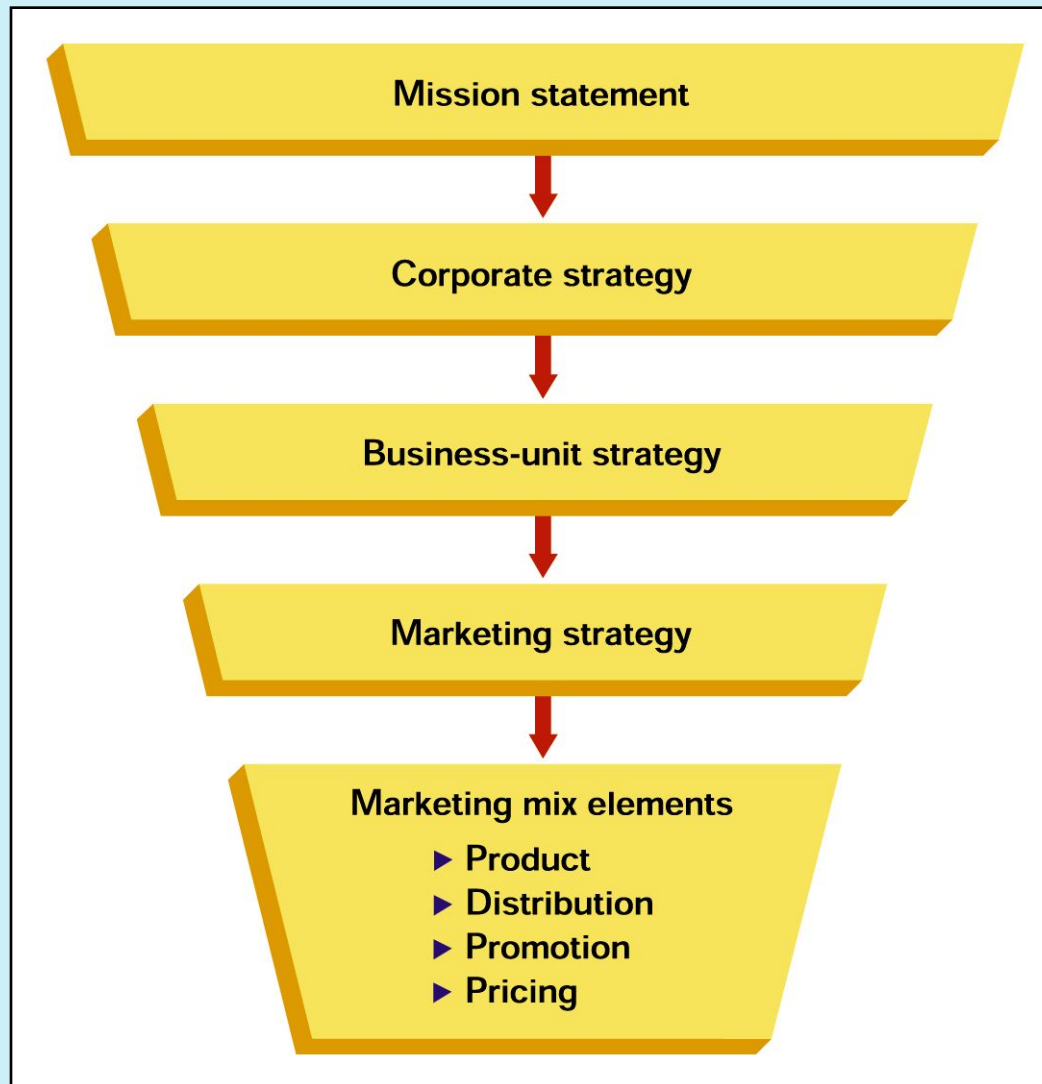 Mission statement
Corporate strategy
Business-unit strategy
Marketing strategy
Marketing mix elements
Product
Distribution
Promotion
Pricing